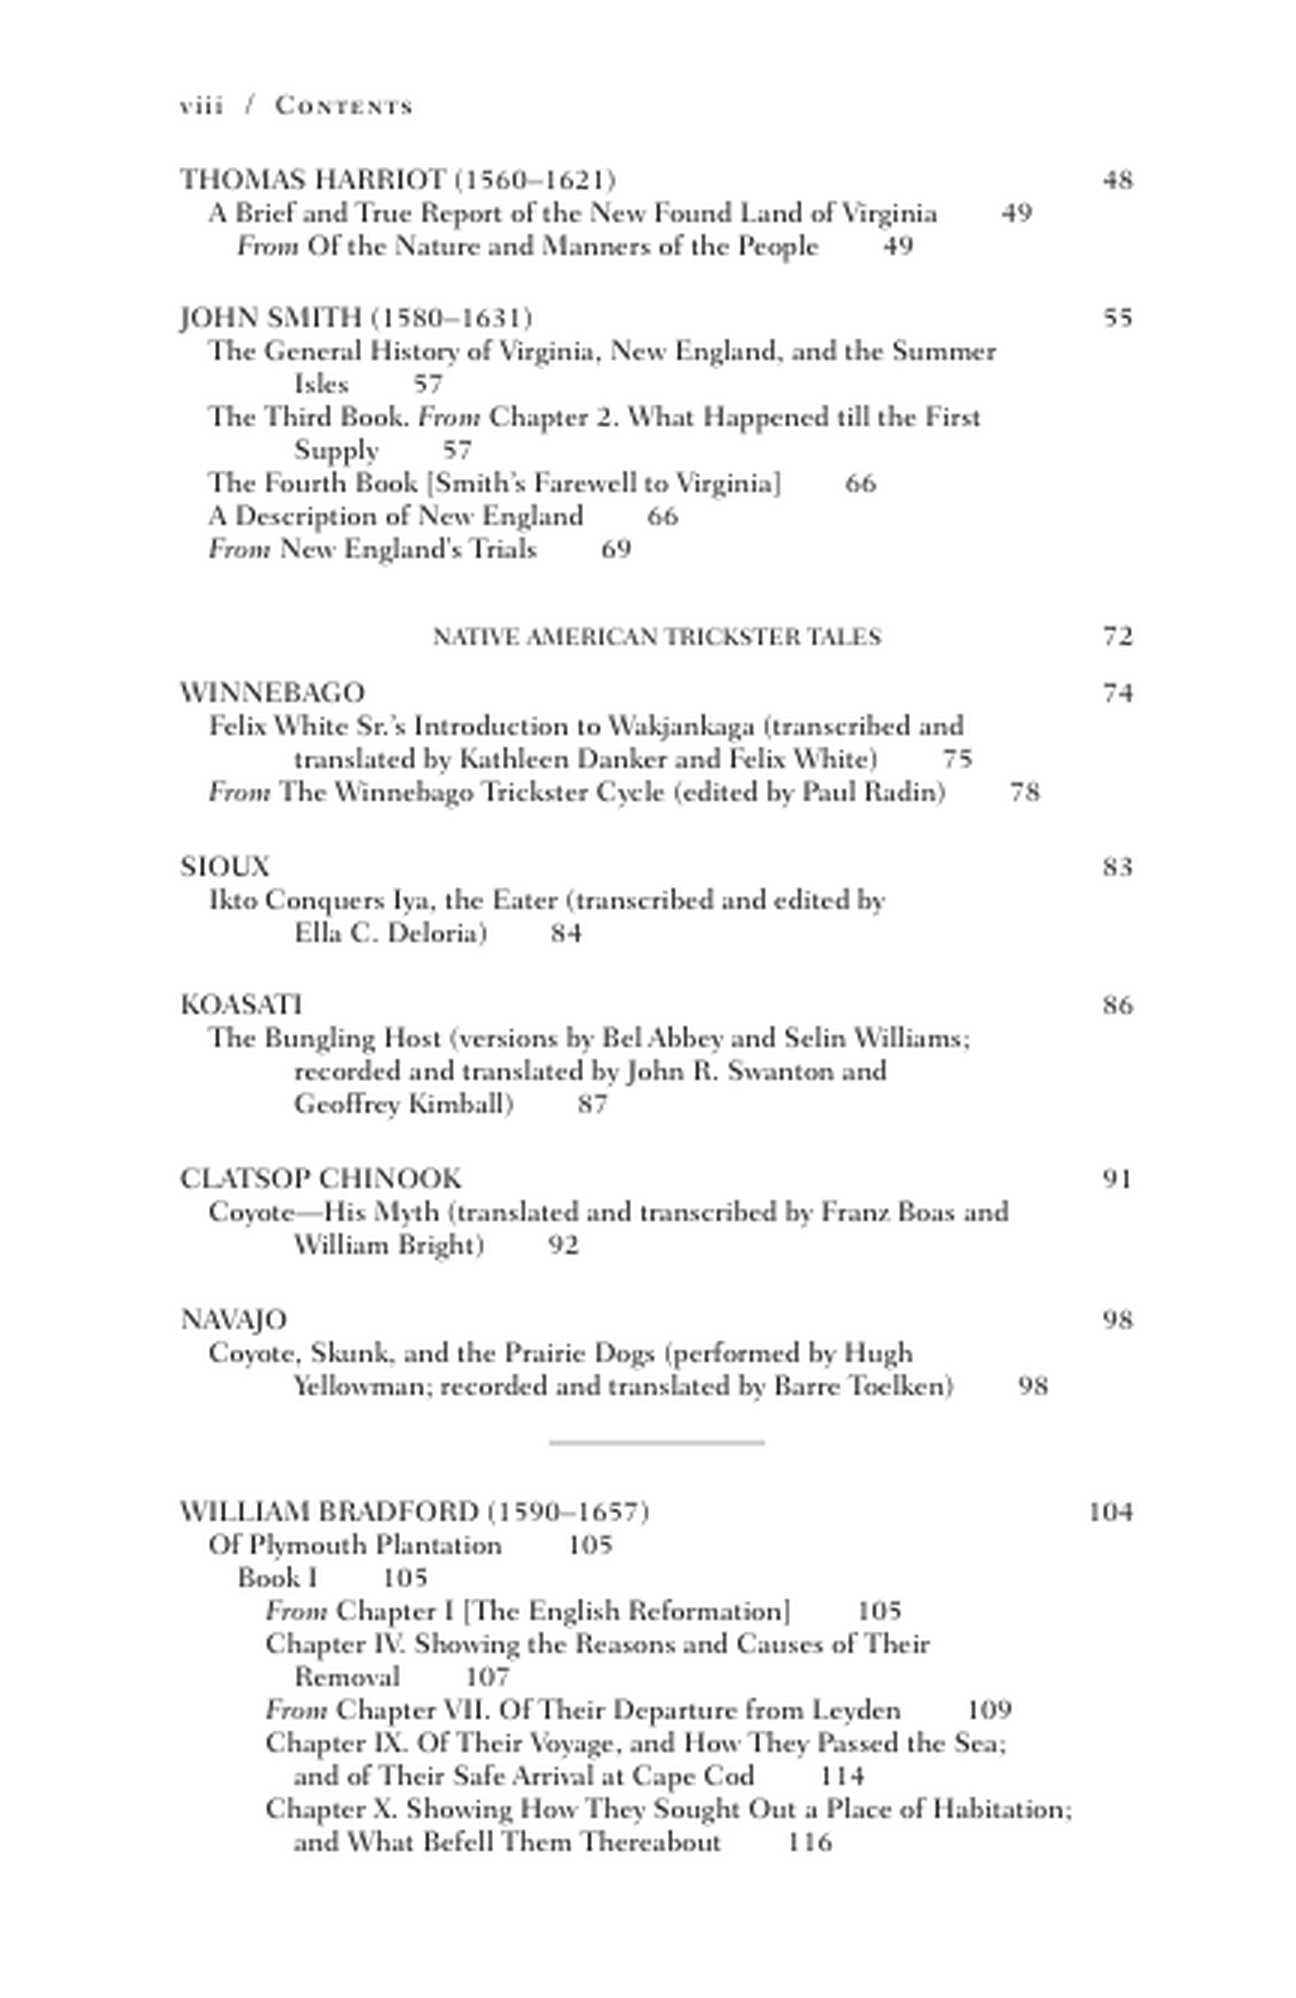 viii / Contents
THOMAS HARRIOT (1560–1621) 48
A Brief and True Report of the New Found Land of Virginia 49
From Of the Nature and Manners of the People 49
JOHN SMITH (1580–1631) 55
The General History of Virginia, New England, and the Summer
Isles 57
The Third Book. From Chapter 2. What Happened till the First
Supply 57
The Fourth Book [Smith's Farewell to Virginia] 66
A Description of New England 66
From New England's Trials 69
NATIVE AMERICAN TRICKSTER TALES 72
WINNEBAGO 74
Felix White Sr.'s Introduction to Wakjankaga (transcribed and
translated by Kathleen Danker and Felix White) 75
From The Winnebago Trickster Cycle (edited by Paul Radin) 78
SIOUX 83
Ikto Conquers Iya, the Eater (transcribed and edited by
Ella C. Deloria) 84
KOASATI 86
The Bungling Host (versions by Bel Abbey and Selin Williams;
recorded and translated by John R. Swanton and
Geoffrey Kimball) 87
CLATSOP CHINOOK 91
Coyote—His Myth (translated and transcribed by Franz Boas and
William Bright) 92
NAVAJO 98
Coyote, Skunk, and the Prairie Dogs (performed by Hugh
Yellowman; recorded and translated by Barre Toelken) 98
WILLIAM BRADFORD (1590–1657) 104
Of Plymouth Plantation 105
Book I 105
From Chapter I [The English Reformation] 105
Chapter IV. Showing the Reasons and Causes of Their
Removal 107
From Chapter VII. Of Their Departure from Leyden 109
Chapter IX. Of Their Voyage, and How They Passed the Sea;
and of Their Safe Arrival at Cape Cod 114
Chapter X. Showing How They Sought Out a Place of Habitation;
and What Befell Them Thereabout 116